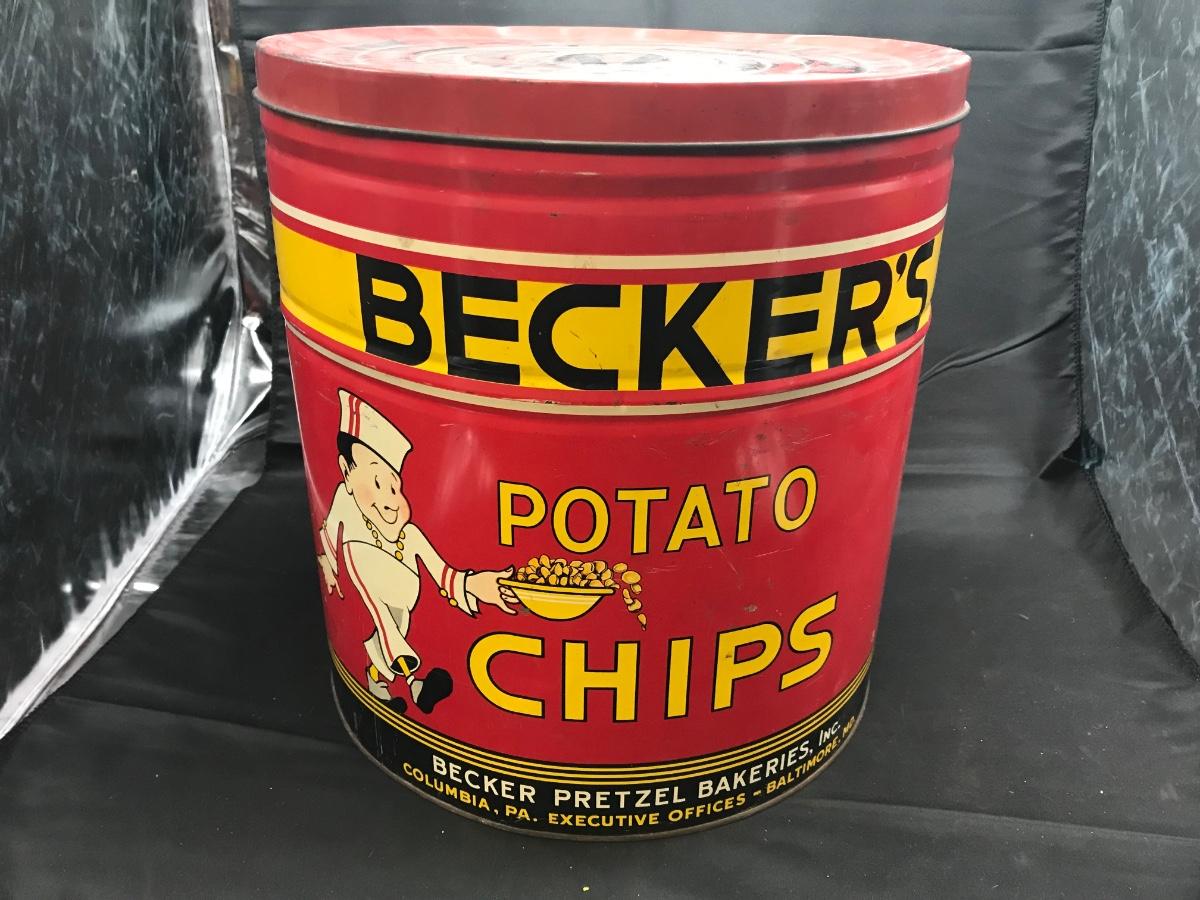 BECKER'S
POTATO
CHIPS
BECKER PRETZEL BAKERIES, INC.
COLUMBIA, PA. EXECUTIVE OFFICES - BALTIMORE, MD.